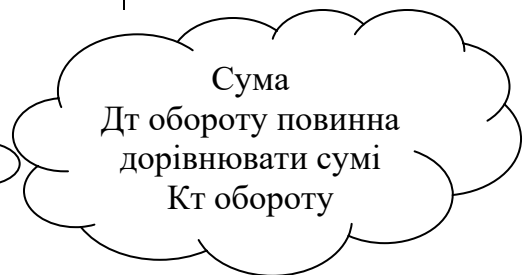 Сума
Дт обороту повинна
дорівнювати сумі
Кт обороту